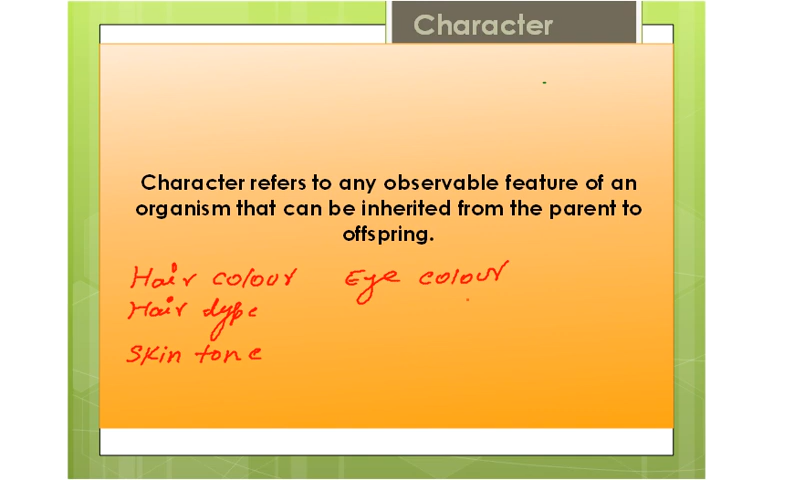 Character
Character refers to any observable feature of an
organism that can be inherited from the parent to
offspring.
Hair colour Eye colour
Hair type
Skin tone